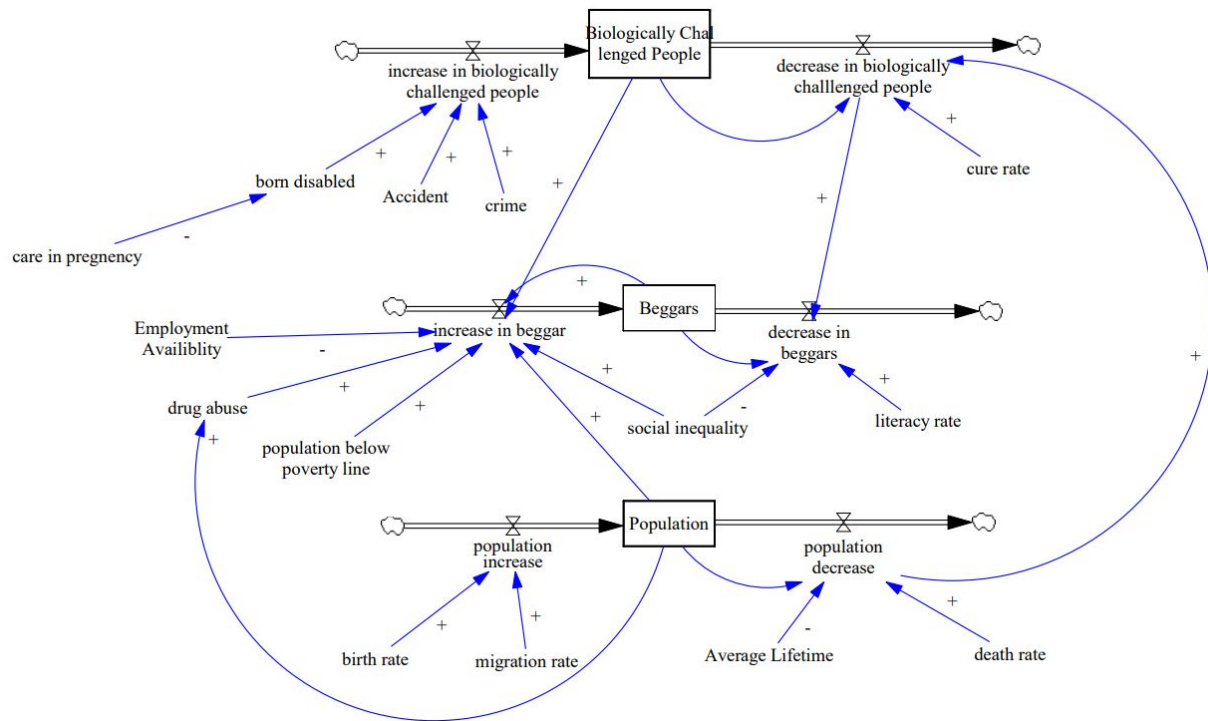 Biologically Chal
lenged People
increase in biologically
challenged people
decrease in biologically
challlenged people
+
+
+
+
cure rate
born disabled
Accident
crime
+
+
-
care in pregnency
+
Beggars
Employment
Availiblity
increase in beggar
decrease in
beggars
-
+
+
+
+
-
+
drug abuse
+
+
social inequality
literacy rate
population below
poverty line
Population
population
increase
population
decrease
+
+
-
+
birth rate
migration rate
Average Lifetime
death rate